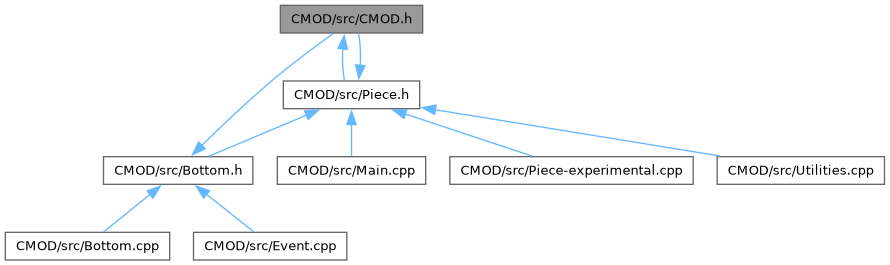 CMOD/src/CMOD.h
CMOD/src/Piece.h
CMOD/src/Bottom.h
CMOD/src/Main.cpp
CMOD/src/Piece-experimental.cpp
CMOD/src/Utilities.cpp
CMOD/src/Bottom.cpp
CMOD/src/Event.cpp